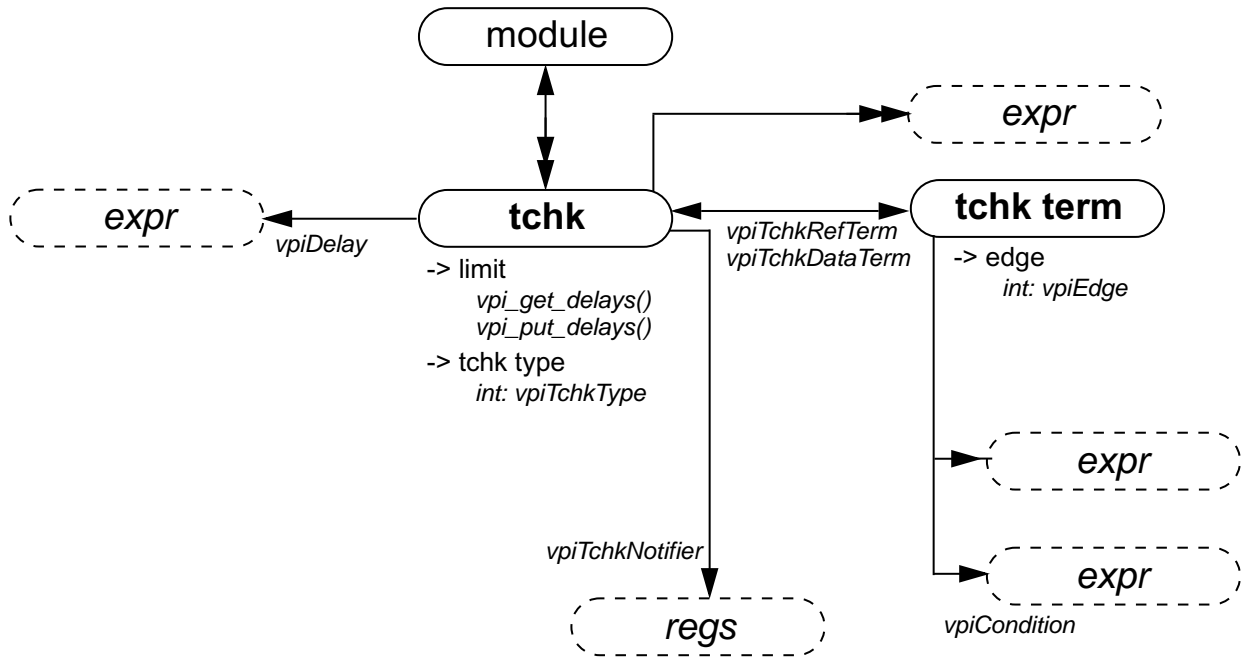 module
expr
expr
vpiDelay
tchk
vpiTchkRefTerm
vpiTchkDataTerm
tchk term
-> limit
vpi_get_delays()
vpi_put_delays()
-> tchk type
int: vpiTchkType
-> edge
int: vpiEdge
expr
vpiTchkNotifier
expr
regs
vpiCondition